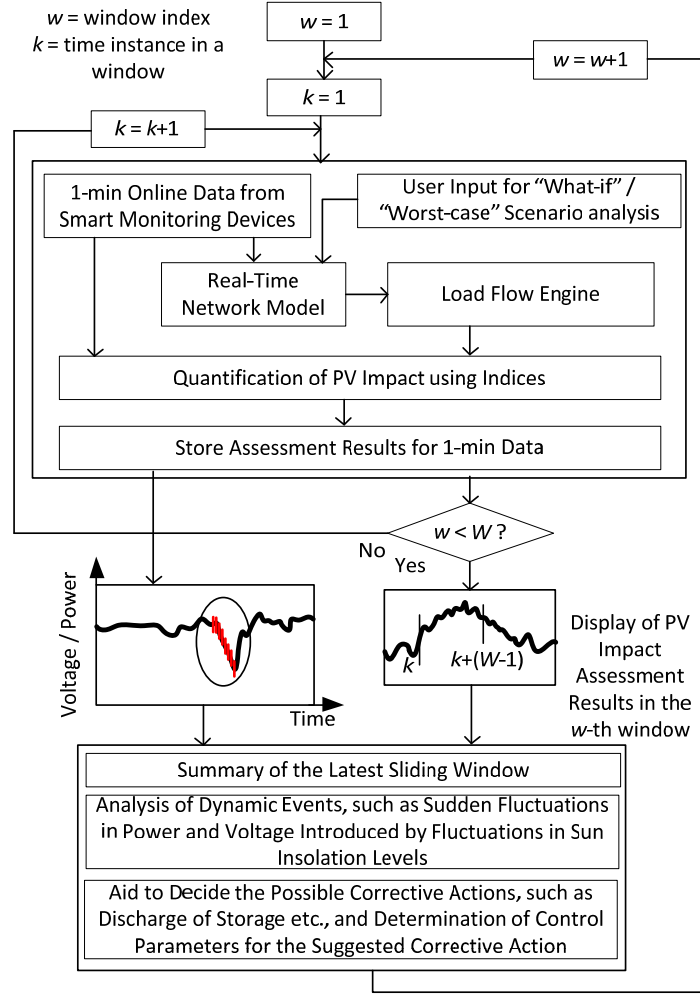 w = window index
k = time instance in a
window
w = 1
w = w+1
k = 1
k = k+1
1-min Online Data from
Smart Monitoring Devices
User Input for “What-if” /
“Worst-case” Scenario analysis
Real-Time
Network Model
Load Flow Engine
Quantification of PV Impact using Indices
Store Assessment Results for 1-min Data
w < W ?
No
Yes
Voltage / Power
Time
k
k+(W-1)
Display of PV
Impact
Assessment
Results in the
w-th window
Summary of the Latest Sliding Window
Analysis of Dynamic Events, such as Sudden Fluctuations
in Power and Voltage Introduced by Fluctuations in Sun
Insolation Levels
Aid to Decide the Possible Corrective Actions, such as
Discharge of Storage etc., and Determination of Control
Parameters for the Suggested Corrective Action